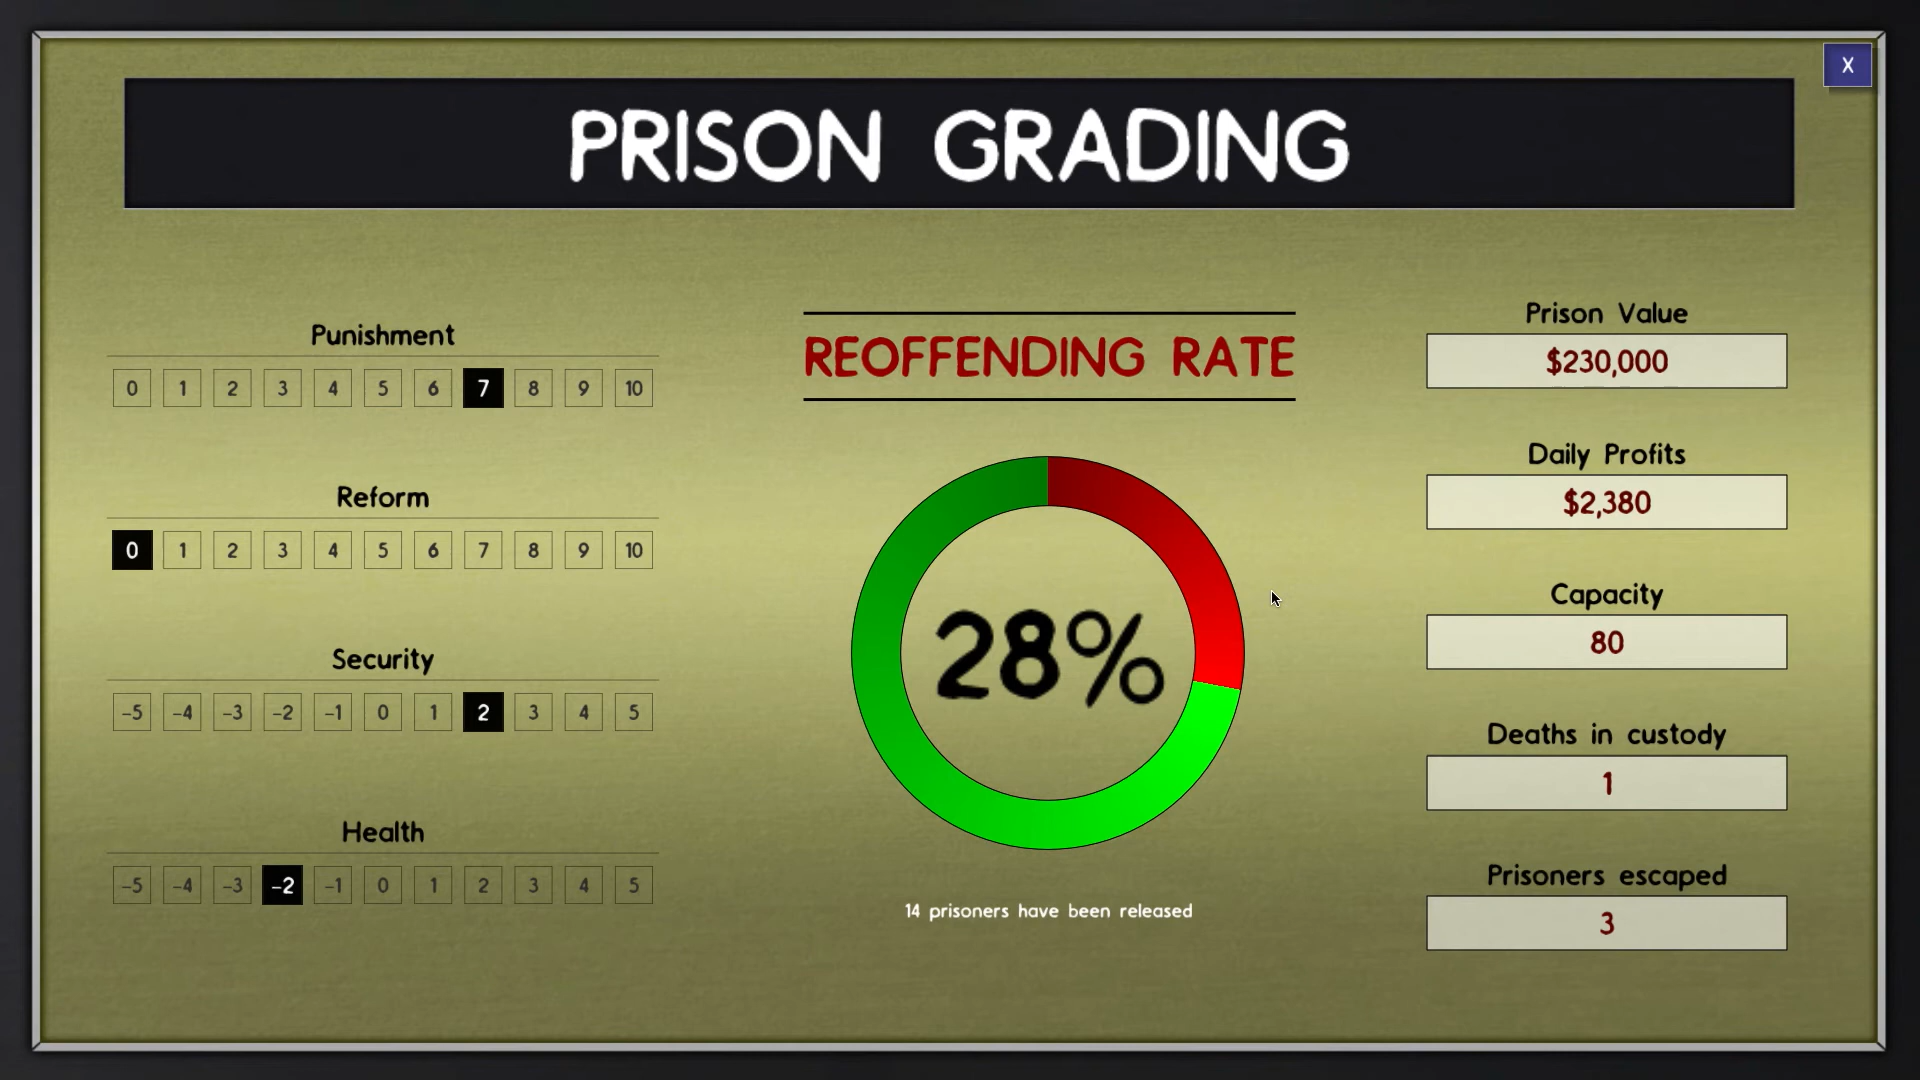 X
PRISON GRADING
Punishment
0 1 2 3 4 5 6 7 8 9 10
Reform
0 1 2 3 4 5 6 7 8 9 10
Security
-5 -4 -3 -2 -1 0 1 2 3 4 5
Health
-5 -4 -3 -2 -1 0 1 2 3 4 5
REOFFENDING RATE
28%
14 prisoners have been released
Prison Value
$230,000
Daily Profits
$2,380
Capacity
80
Deaths in custody
1
Prisoners escaped
3